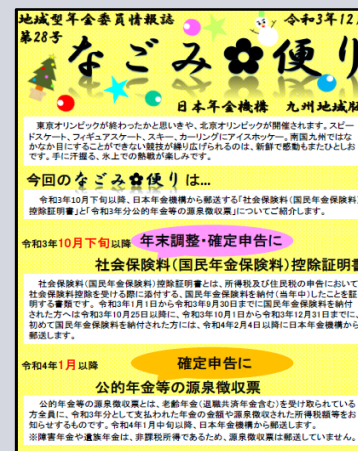 地域型年金委員情報誌
令和3年12
第28号
なごみ✿便り
日本年金機構 九州地域版
東京オリンピックが終わったかと思いきや、北京オリンピックが開催されます。スピー
ドスケート、フィギュアスケート、スキー、カーリングにアイスホッケー。南国九州ではな
かなか目にすることができない競技が繰り広げられるのは、新鮮で感動もまたひとしお
です。手に汗握る、氷上での熱戦が楽しみです。
今回のなごみ✿便りは…
令和3年10月下旬以降、日本年金機構から郵送する「社会保険料(国民年金保険料)
控除証明書」と「令和3年分公的年金等の源泉徴収票」についてご紹介します。
令和3年10月下旬以降 年末調整・確定申告に
社会保険料(国民年金保険料)控除証明書
社会保険料(国民年金保険料)控除証明書とは、所得税及び住民税の申告において
社会保険料控除を受ける際に添付する、国民年金保険料を納付(当年中)したことを証
明する書類です。令和3年1月1日から令和3年9月30日までに国民年金保険料を納付
された方へは令和3年10月25日以降に、令和3年10月1日から令和3年12月31日までに、
初めて国民年金保険料を納付された方には、令和4年2月4日以降に日本年金機構から
郵送します。
令和4年1月以降 確定申告に
公的年金等の源泉徴収票
公的年金等の源泉徴収票とは、老齢年金(退職共済年金含む)を受け取られている
方全員に、令和3年分として支払われた年金の金額や源泉徴収された所得税額等をお
知らせするものです。令和4年1月中旬以降、日本年金機構から郵送します。
※障害年金や遺族年金は、非課税所得であるため、源泉徴収票は郵送していません。